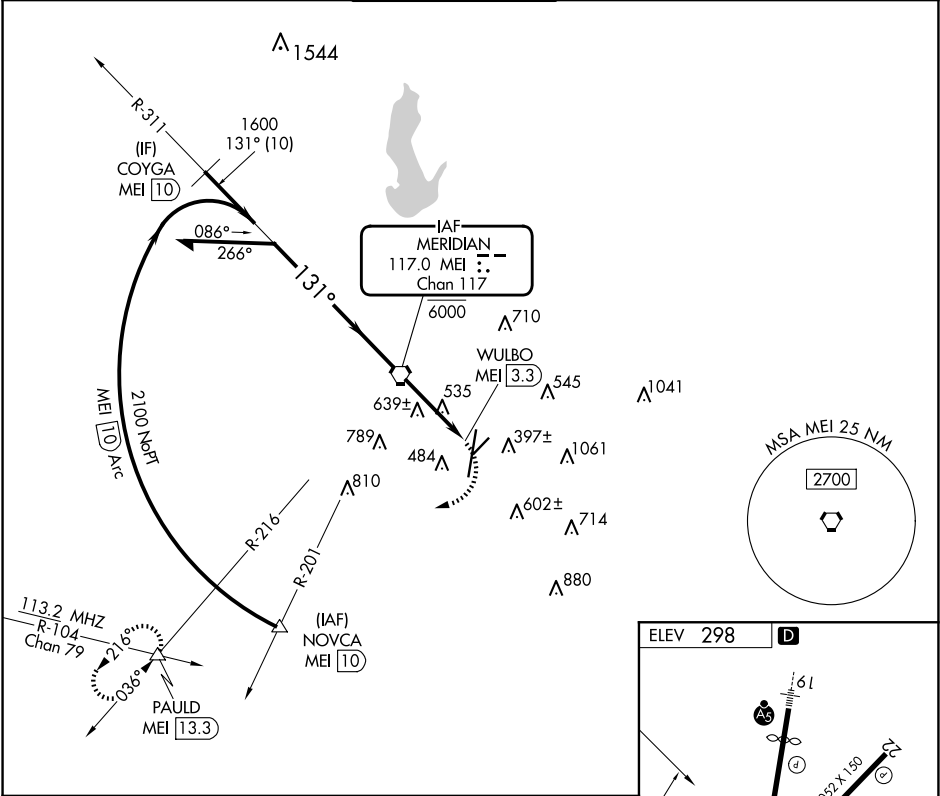 1544
R-311
1600
131° (10)
(IF)
COYGA
MEI 10
086°
266°
131°
IAF
MERIDIAN
117.0 MEI
Chan 117
6000
710
WULBO
MEI 3.3
535
545
1041
639±
789
484
397±
1061
810
602±
714
880
2100 NoPT
MEI 10 Arc
R-216
R-201
(IAF)
NOVCA
MEI 10
113.2 MHZ
R-104
Chan 79
216°
036°
PAULD
MEI 13.3
MSA MEI 25 NM
2700
ELEV 298 D
19
A5
22
P
P
052 X 150